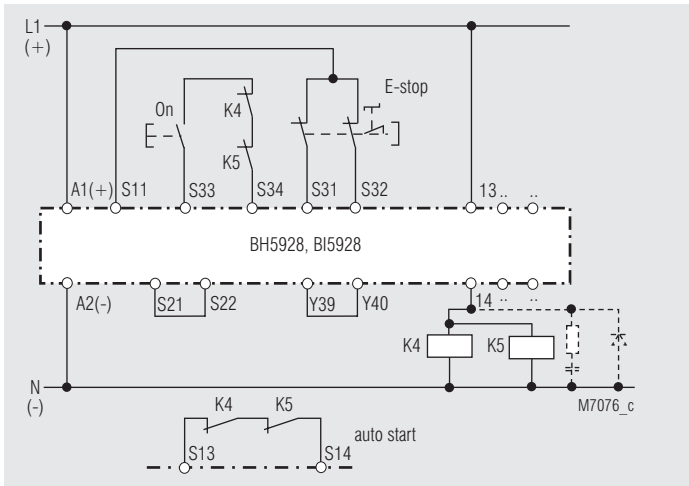 L1
(+)
E-stop
On
K4
K5
A1(+) S11 S33 S34 S31 S32 13 .. ..
BH5928, BI5928
A2(-) S21 S22 Y39 Y40 14 .. ..
K4 K5
N
(-)
M7076_c
K4 K5
auto start
S13 S14